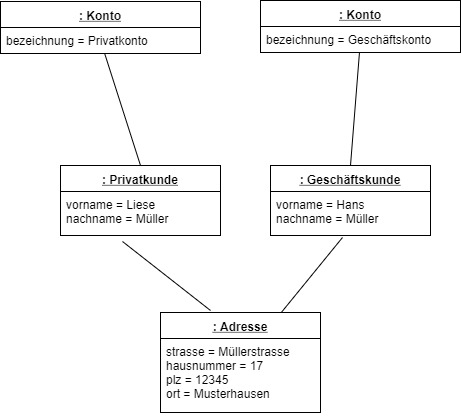 : Konto
bezeichnung = Privatkonto
: Konto
bezeichnung = Geschäftskonto
: Privatkunde
vorname = Liese
nachname = Müller
: Geschäftskunde
vorname = Hans
nachname = Müller
: Adresse
strasse = Müllerstrasse
hausnummer = 17
plz = 12345
ort = Musterhausen